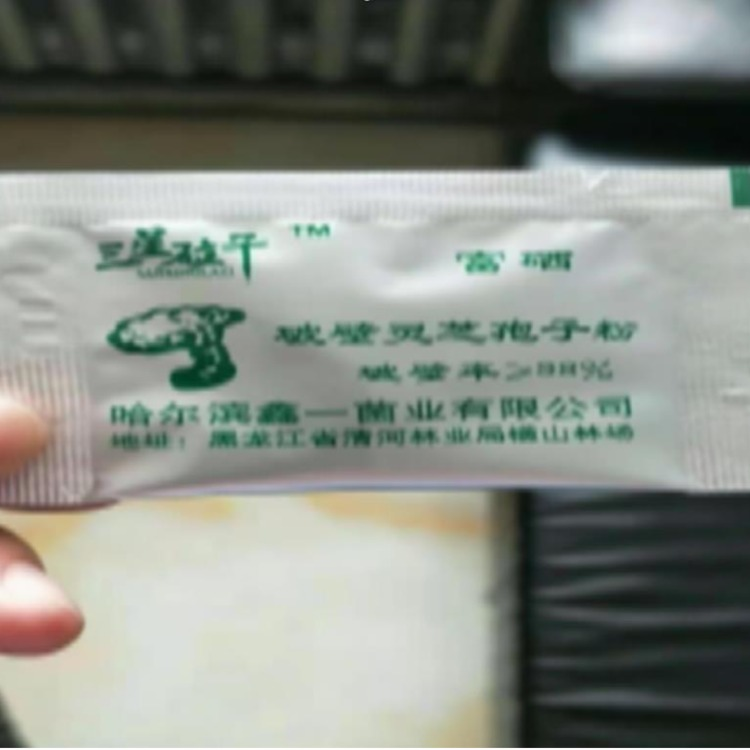 TM
富硒
破壁灵芝孢子粉
破壁率≥98%
哈尔滨鑫一菌业有限公司
地址：黑龙江省清河林业局横山林场